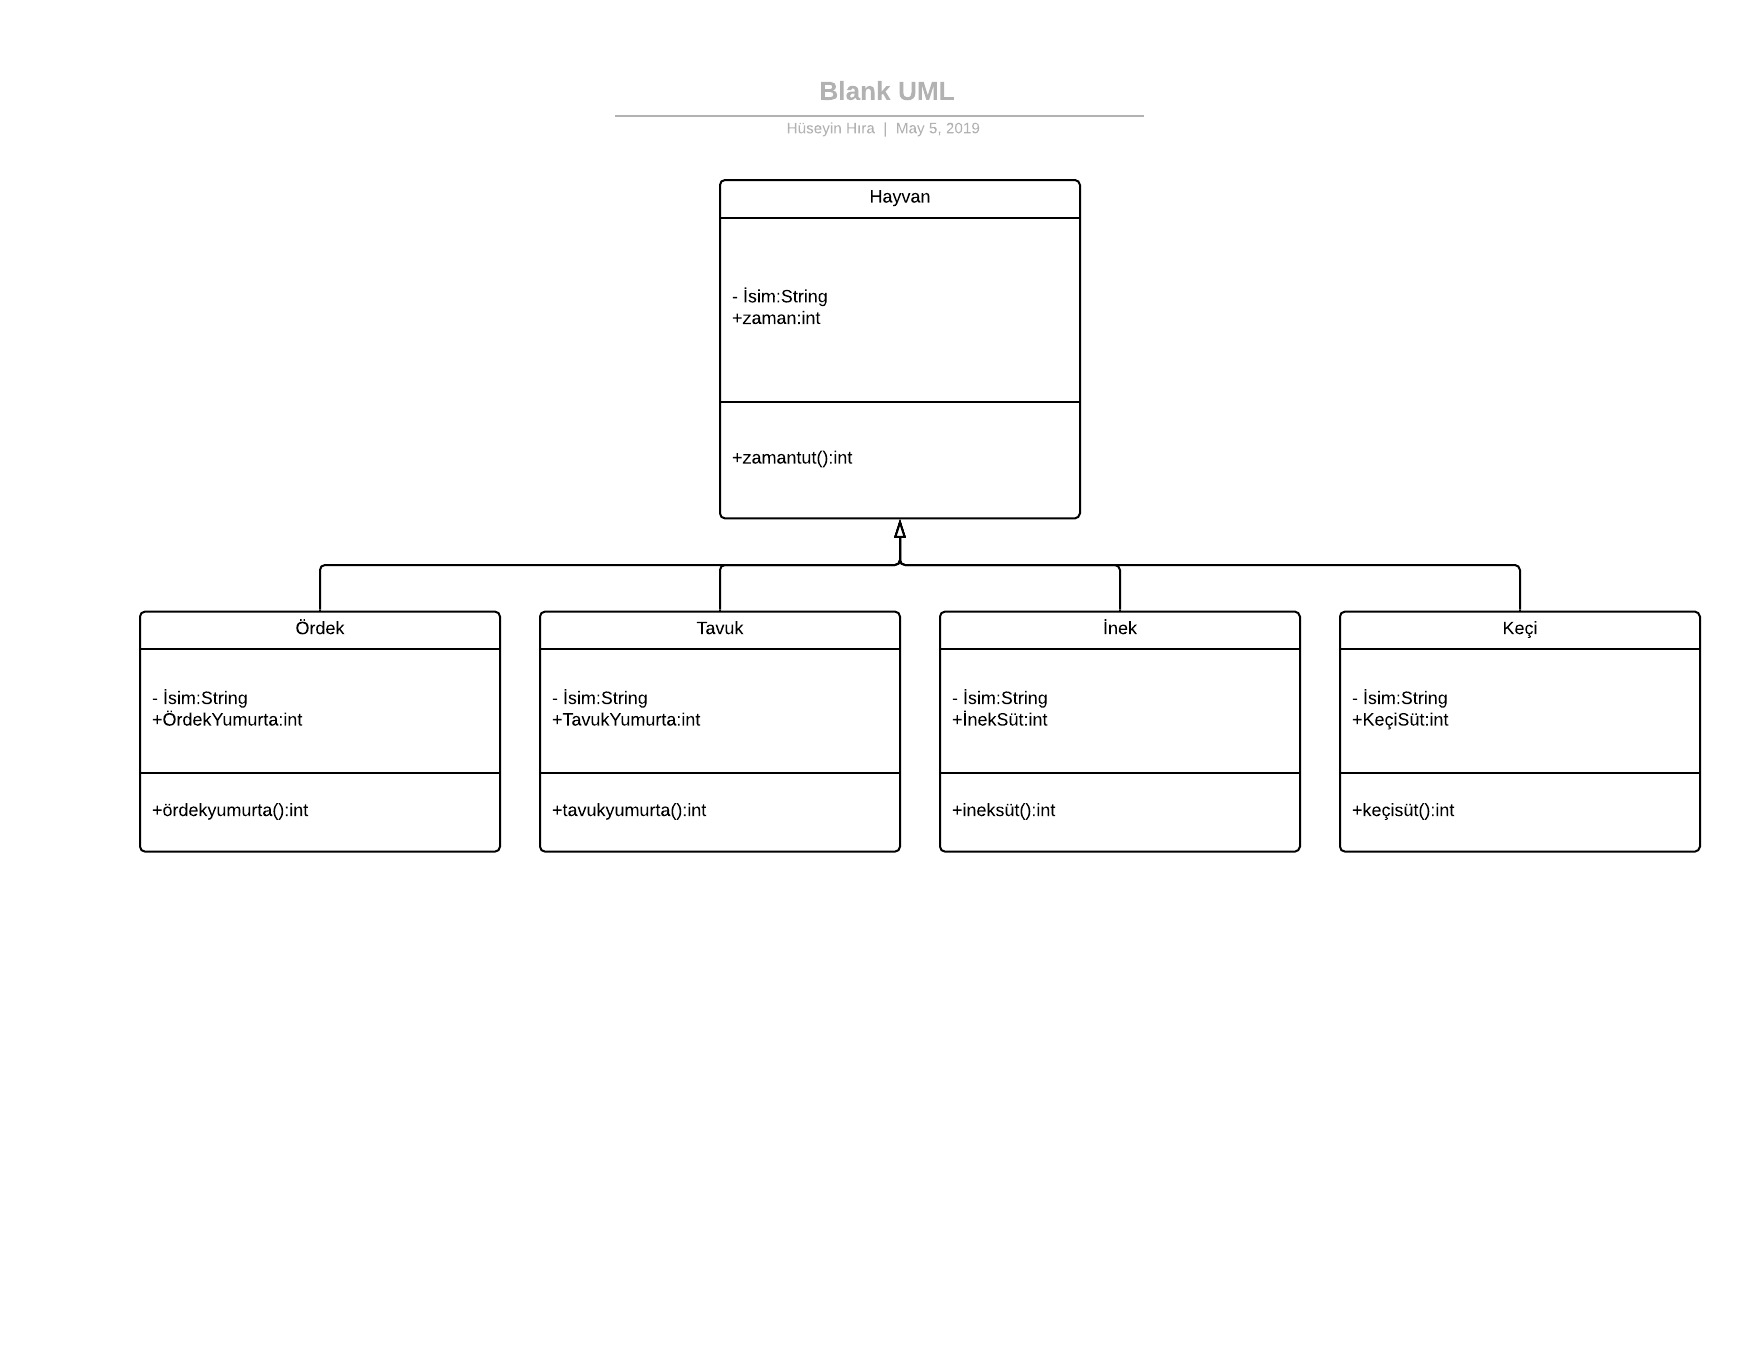 Blank UML
Hüseyin Hıra | May 5, 2019
Hayvan
- İsim:String
+zaman:int
+zamantut():int
Ördek
- İsim:String
+ÖrdekYumurta:int
+ördekyumurta():int
Tavuk
- İsim:String
+TavukYumurta:int
+tavukyumurta():int
İnek
- İsim:String
+İnekSüt:int
+ineksüt():int
Keçi
- İsim:String
+KeçiSüt:int
+keçisüt():int